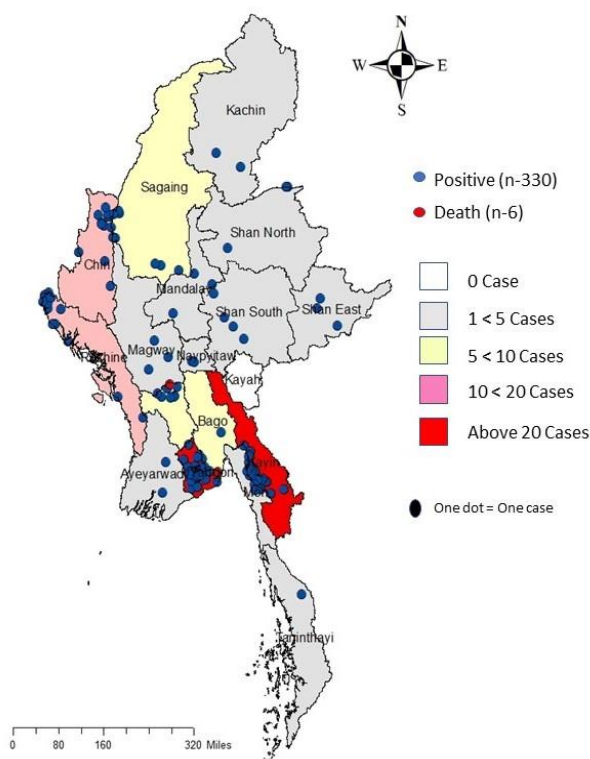 N
W E
S
Kachin
Sagaing
Positive (n-330)
Death (n-6)
Shan North
0 Case
Chin
Mandalay
Shan South
Shan East
1 < 5 Cases
Magway
Naypyitaw
Kayah
5 < 10 Cases
10 < 20 Cases
Bago
Above 20 Cases
Ayeyarwad
One dot = One case
0 80 160 320 Miles